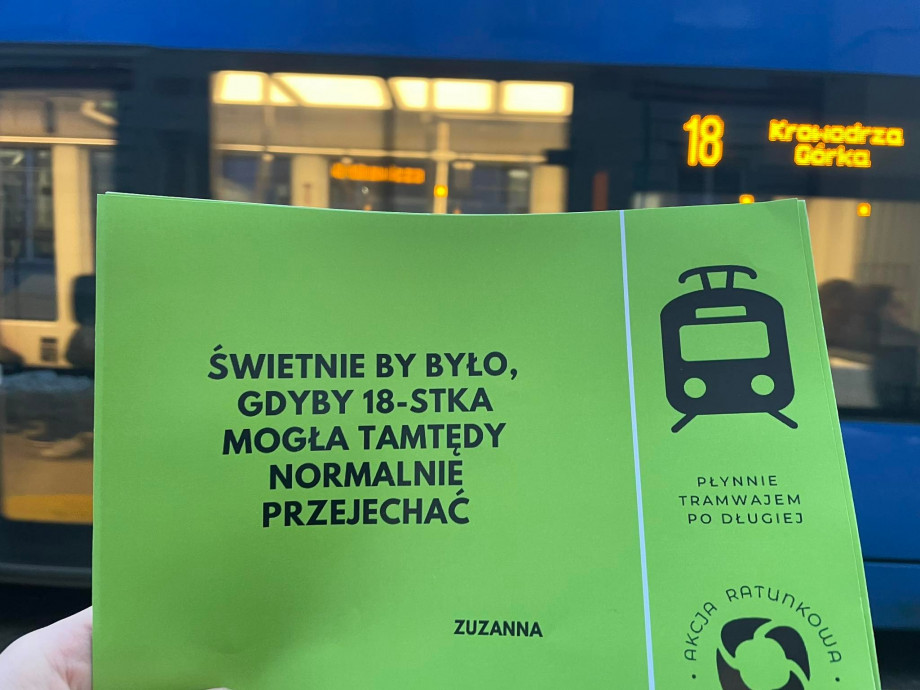 18
Krowodrza
Górka
ŚWIETNIE BY BYŁO,
GDYBY 18-STKA
MOGŁA TAMTĘDY
NORMALNIE
PRZEJECHAĆ
ZUZANNA
PŁYNNIE
TRAMWAJEM
PO DŁUGIEJ
AKCJA RATUNKOWA